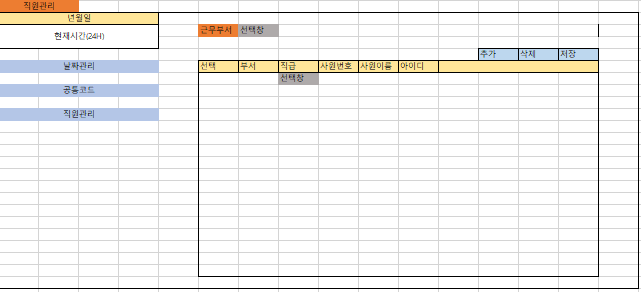 직원관리
년월일
현재시간(24H)
근무부서 선택창
추가 삭제 저장
날짜관리
선택 부서 직급 사원번호 사원이름 아이디
선택창
공통코드
직원관리